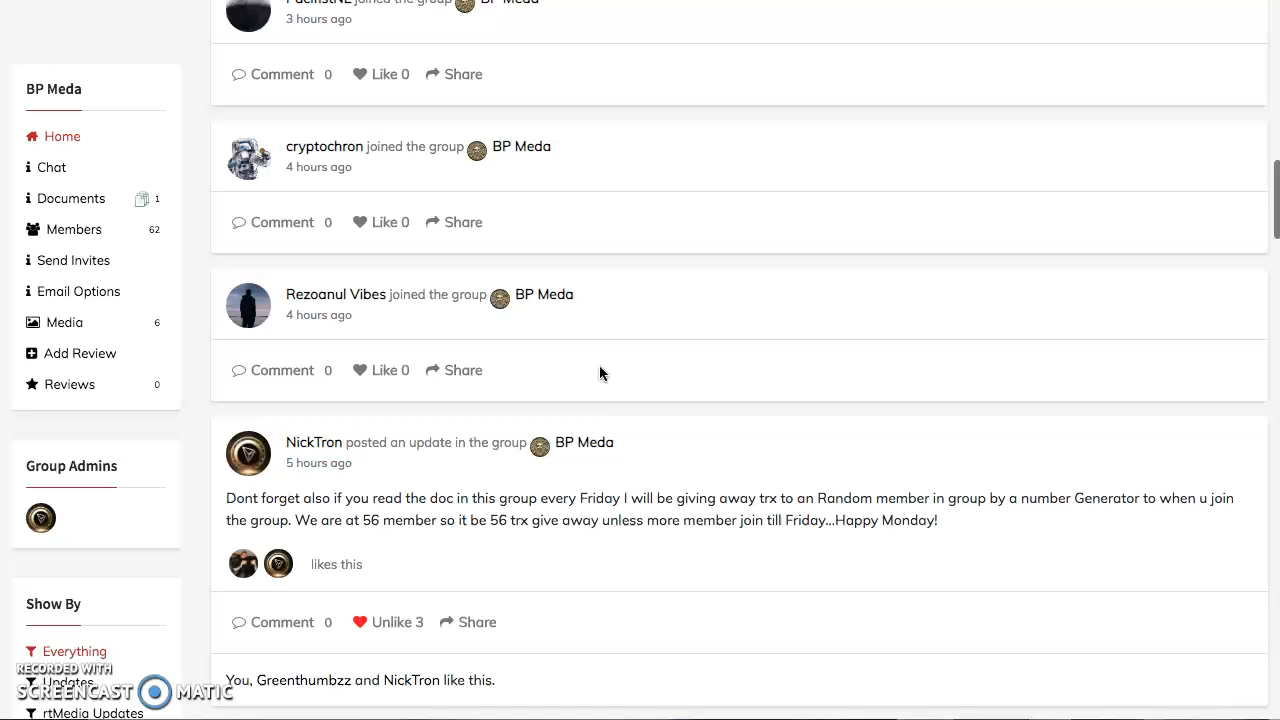 joined the group BP Meda
3 hours ago
Comment 0 Like 0 Share
BP Meda
Home
Chat
Documents 1
Members 62
Send Invites
Email Options
Media 6
Add Review
Reviews 0
Group Admins
Show By
Everything
Updates
rtMedia Updates
cryptochron joined the group BP Meda
4 hours ago
Comment 0 Like 0 Share
Rezoanul Vibes joined the group BP Meda
4 hours ago
Comment 0 Like 0 Share
NickTron posted an update in the group BP Meda
5 hours ago
Dont forget also if you read the doc in this group every Friday I will be giving away trx to an Random member in group by a number Generator to when u join
the group. We are at 56 member so it be 56 trx give away unless more member join till Friday...Happy Monday!
likes this
Comment 0 Unlike 3 Share
You, Greenthumbzz and NickTron like this.
RECORDED WITH
SCREENCAST MATIC